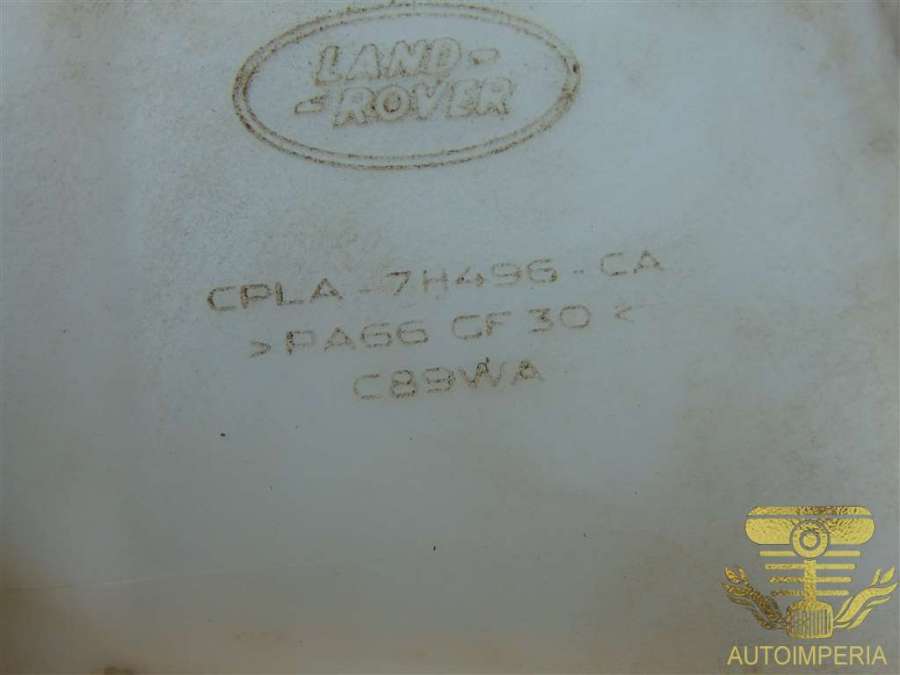 LAND-
-ROVER
CPLA-7H496-CA
>PA66 CF 30<
C89WA
AUTOIMPERIA